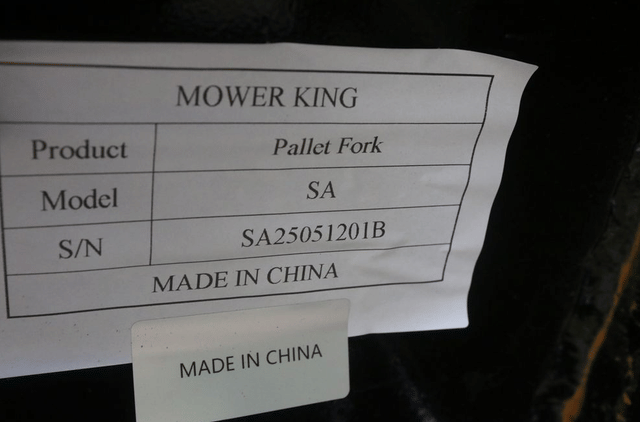 MOWER KING
Product Pallet Fork
Model SA
S/N SA25051201B
MADE IN CHINA
MADE IN CHINA